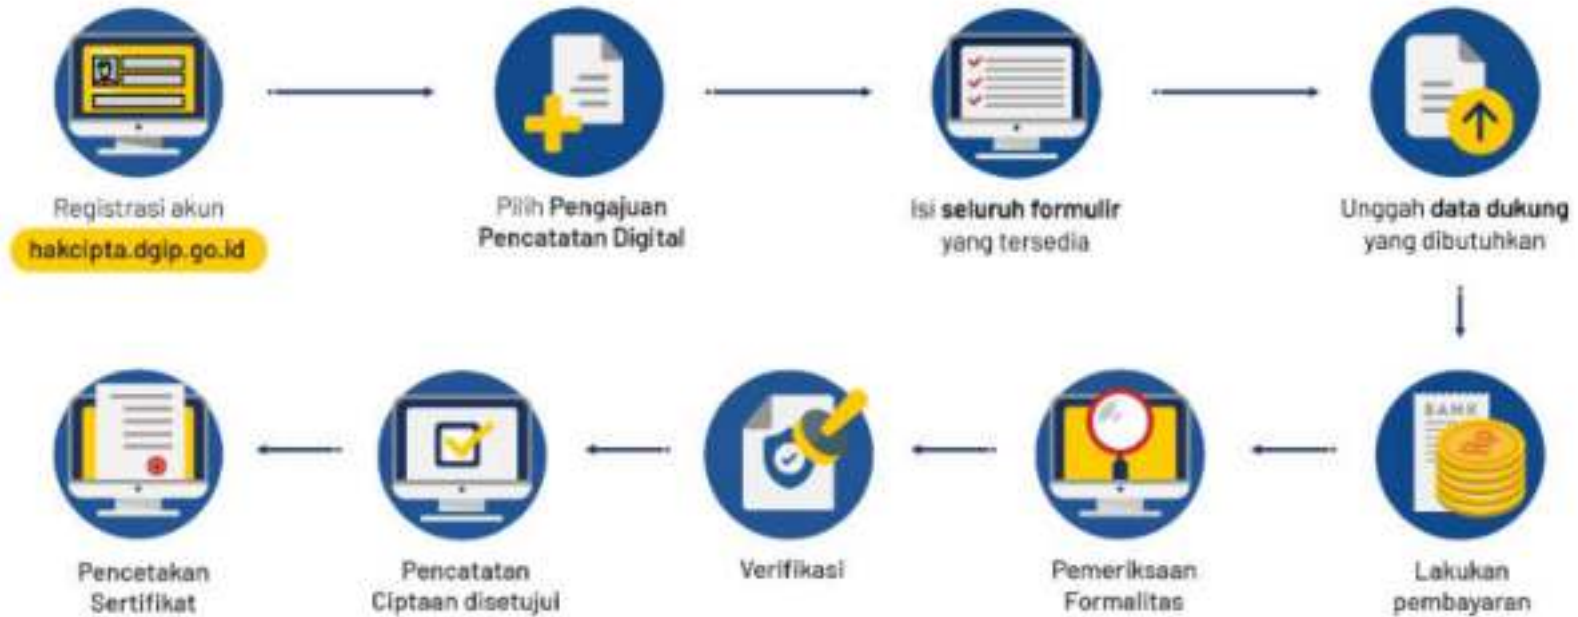 Registrasi akun
hakcipta.dgip.go.id
Pilih Pengajuan
Pencatatan Digital
Isi seluruh formulir
yang tersedia
Unggah data dukung
yang dibutuhkan
BANK
Lakukan
pembayaran
Pemeriksaan
Formalitas
Verifikasi
Pencatatan
Ciptaan disetujui
Pencetakan
Sertifikat